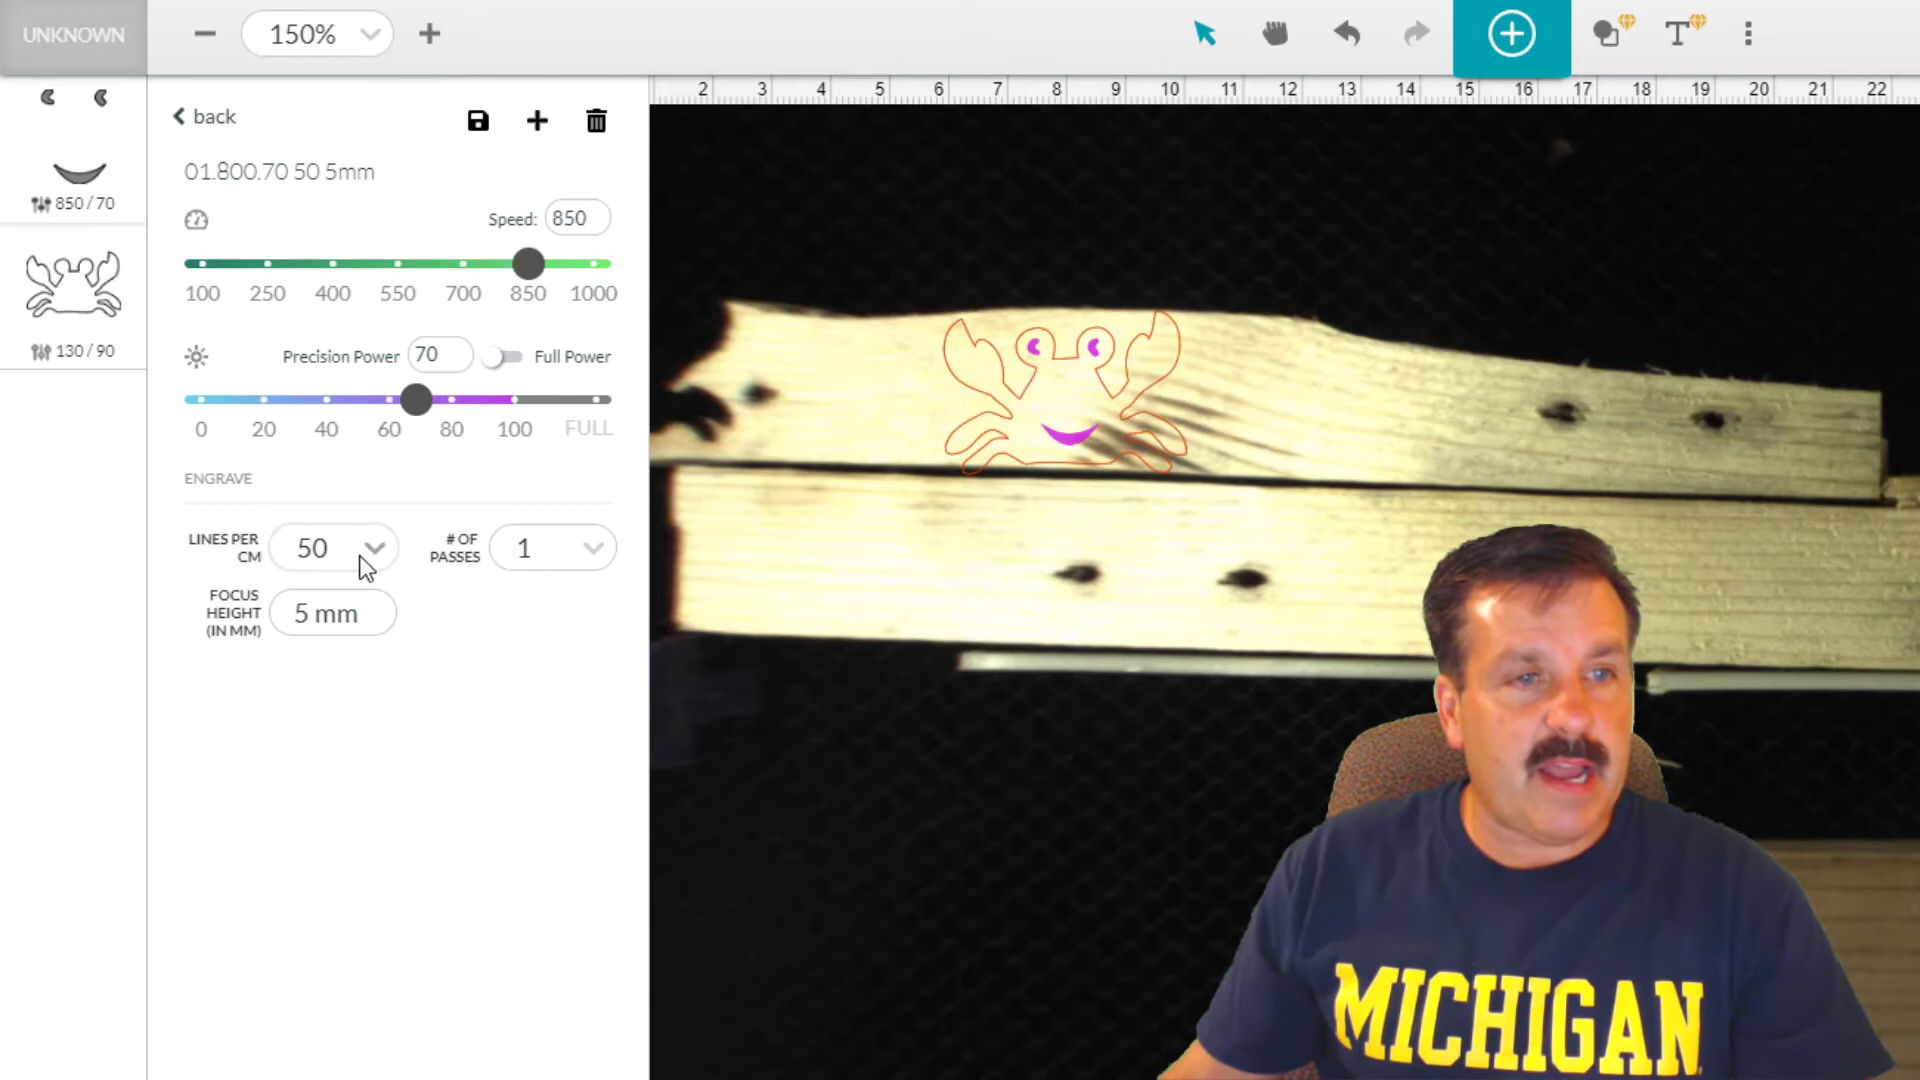 UNKNOWN
150%
T
2 3 4 5 6 7 8 9 10 11 12 13 14 15 16 17 18 19 20 21 22
back
01.800.70 50 5mm
Speed: 850
100 250 400 550 700 850 1000
Precision Power 70 Full Power
0 20 40 60 80 100 FULL
ENGRAVE
LINES PER CM 50
# OF PASSES 1
FOCUS HEIGHT (IN MM) 5 mm
850 / 70
130 / 90
MICHIGAN